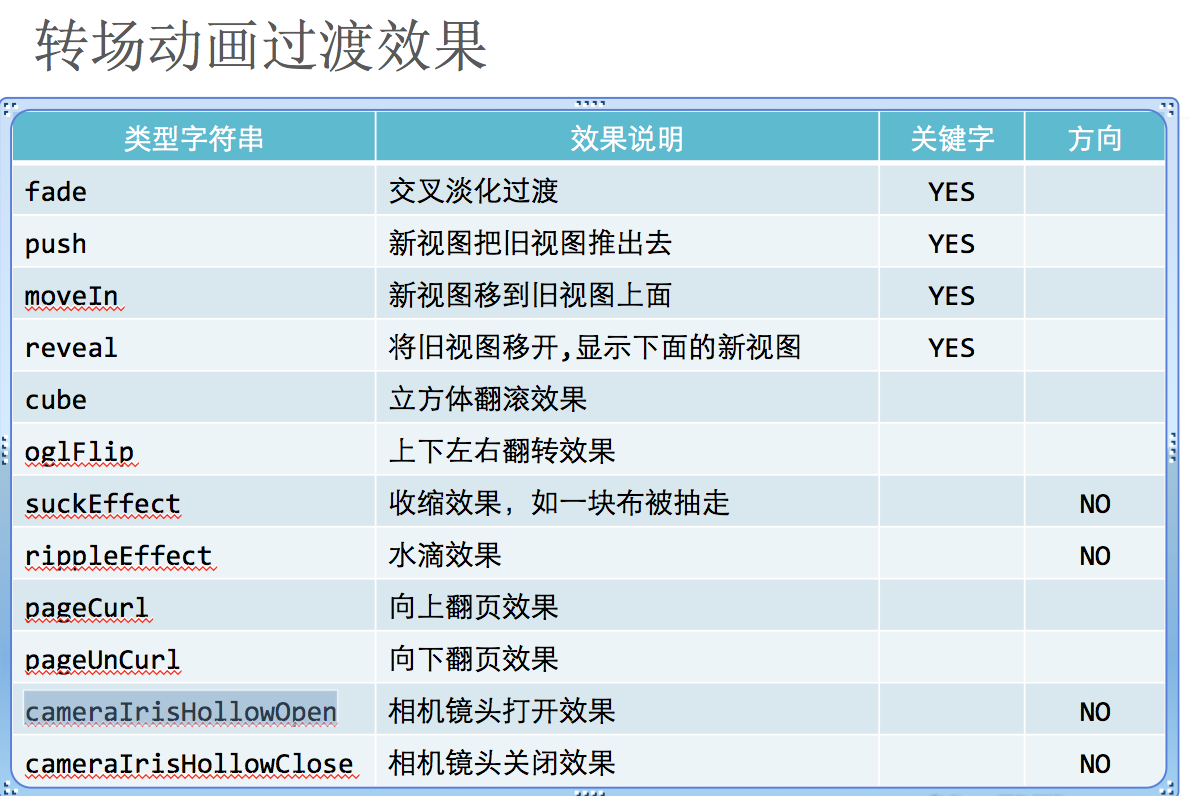 转场动画过渡效果
类型字符串 效果说明 关键字 方向
fade 交叉淡化过渡 YES
push 新视图把旧视图推出去 YES
moveIn 新视图移到旧视图上面 YES
reveal 将旧视图移开,显示下面的新视图 YES
cube 立方体翻滚效果
oglFlip 上下左右翻转效果
suckEffect 收缩效果，如一块布被抽走 NO
rippleEffect 水滴效果 NO
pageCurl 向上翻页效果
pageUnCurl 向下翻页效果
cameraIrisHollowOpen 相机镜头打开效果 NO
cameraIrisHollowClose 相机镜头关闭效果 NO